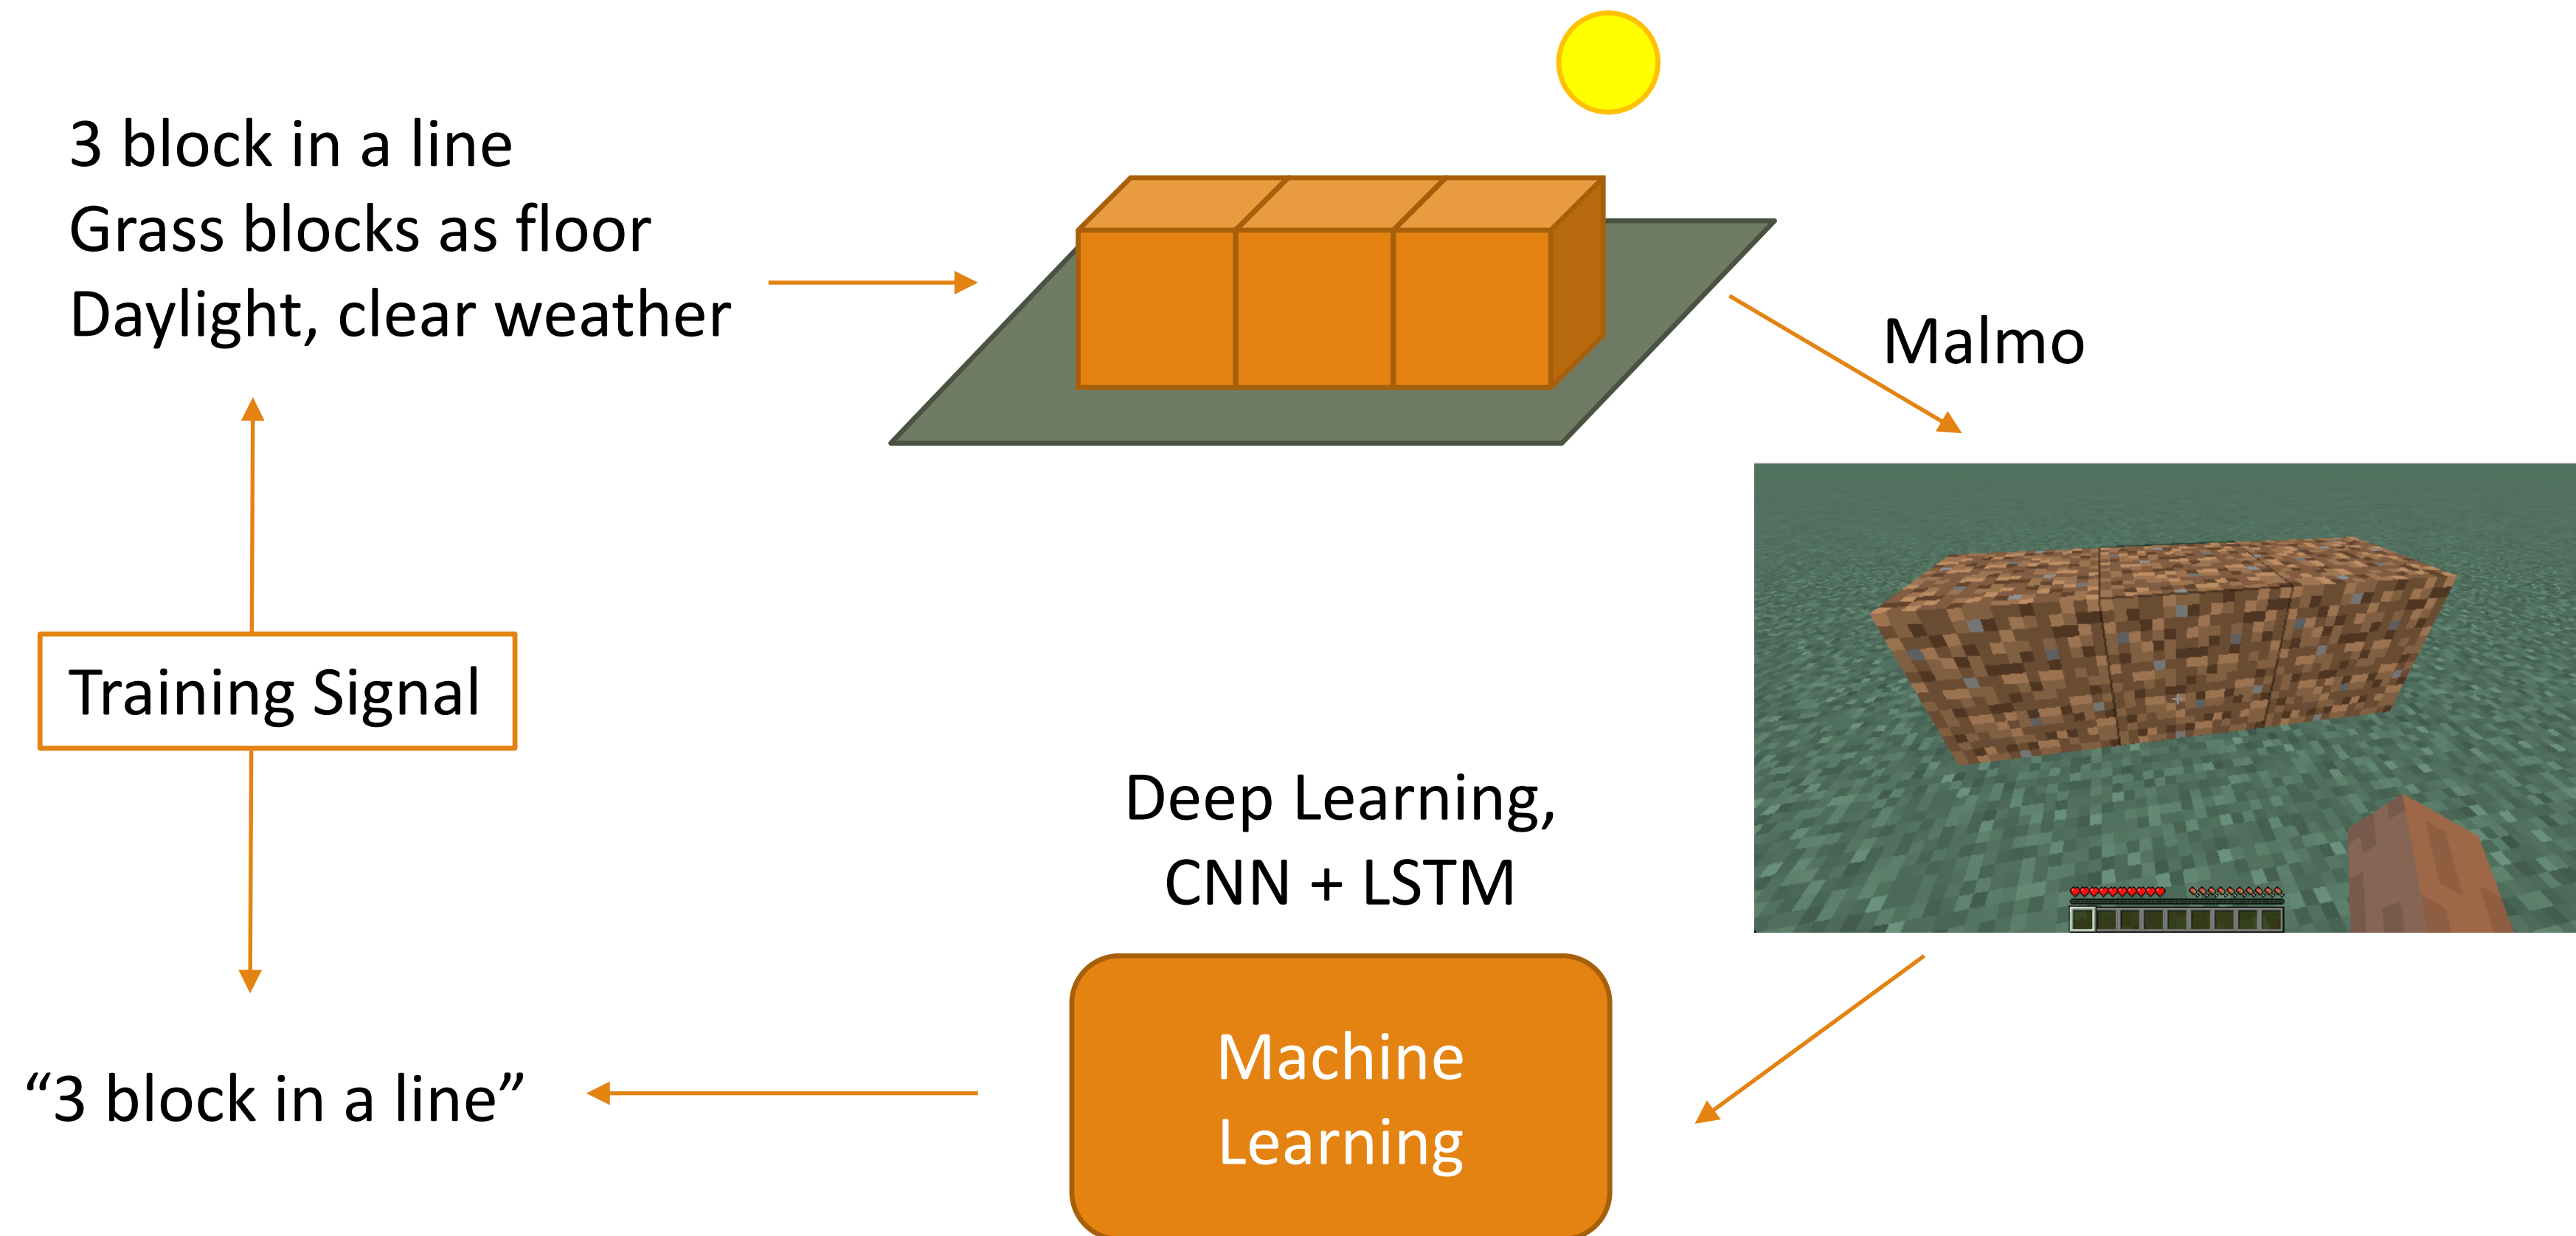 3 block in a line
Grass blocks as floor
Daylight, clear weather
Malmo
Training Signal
Deep Learning,
CNN + LSTM
Machine
Learning
“3 block in a line”